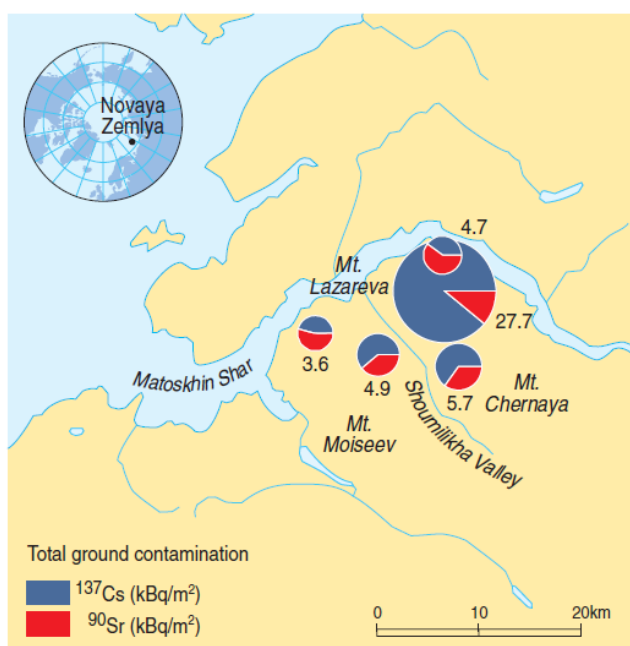 Novaya
Zemlya
4.7
Mt.
Lazareva
27.7
3.6
4.9
5.7
Matoskhin Shar
Mt.
Chernaya
Mt.
Moiseev
Shoumilikha Valley
Total ground contamination
¹³⁷Cs (kBq/m²)
⁹⁰Sr (kBq/m²)
0 10 20km